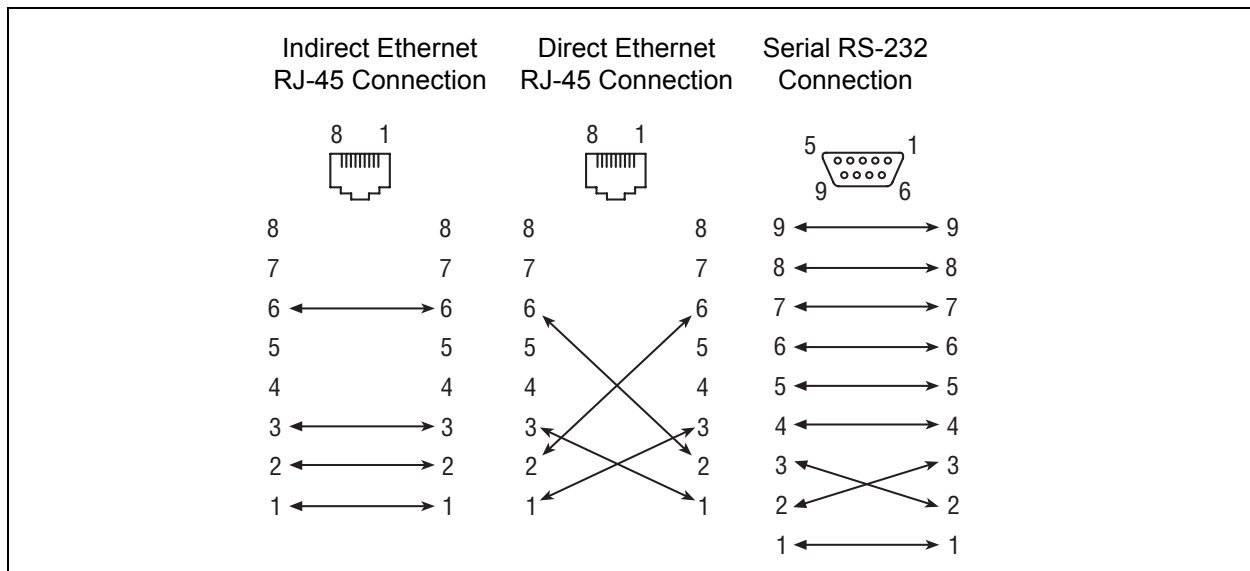 Indirect Ethernet
RJ-45 Connection
Direct Ethernet
RJ-45 Connection
Serial RS-232
Connection
8 1
8 1
5 1
9 6
8 8 8 8 9 9
7 7 7 7 8 8
6 6 6 6 7 7
5 5 5 5 6 6
4 4 4 4 5 5
3 3 3 3 4 4
2 2 2 2 3 3
1 1 1 1 2 2
1 1